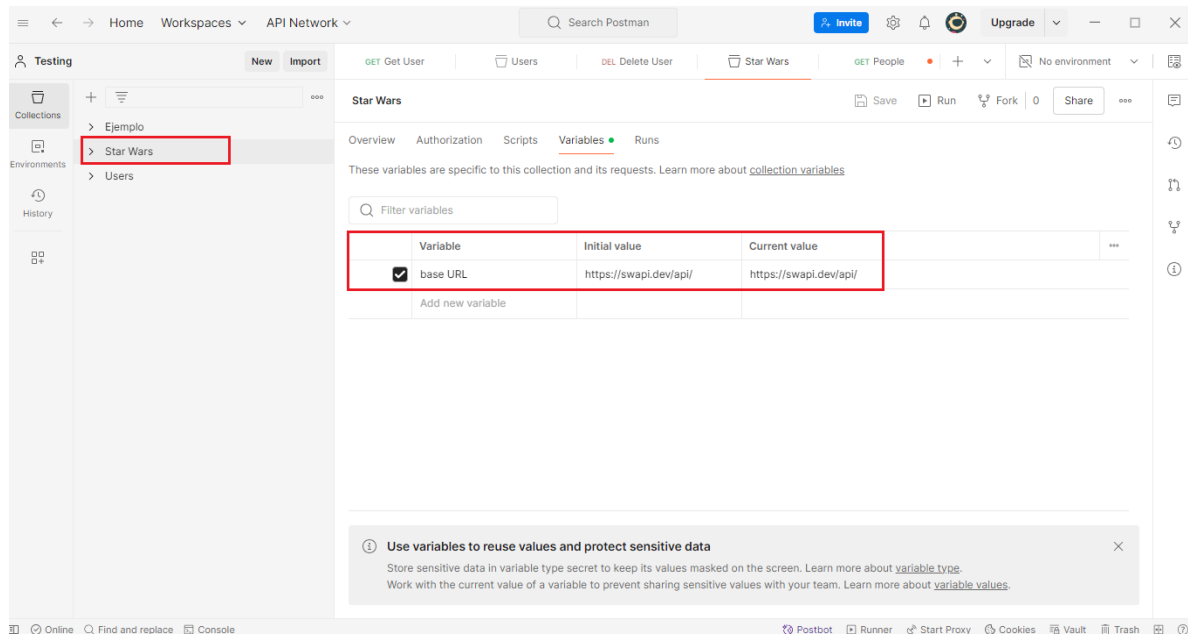 Home Workspaces API Network Search Postman Invite Upgrade
Testing New Import GET Get User Users DEL Delete User Star Wars GET People No environment
Collections
Environments
History
Ejemplo
Star Wars
Users
Star Wars Save Run Fork 0 Share
Overview Authorization Scripts Variables Runs
These variables are specific to this collection and its requests. Learn more about collection variables
Filter variables
Variable Initial value Current value
base URL https://swapi.dev/api/ https://swapi.dev/api/
Add new variable
Use variables to reuse values and protect sensitive data
Store sensitive data in variable type secret to keep its values masked on the screen. Learn more about variable type.
Work with the current value of a variable to prevent sharing sensitive values with your team. Learn more about variable values.
Online Find and replace Console Postbot Runner Start Proxy Cookies Vault Trash